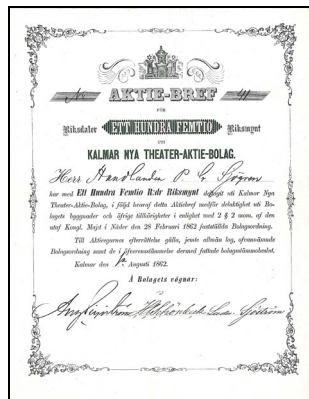 No 41
AKTIE-BREF
FÖR
Riksdaler ETT HUNDRA FEMTIO Riksmynt
UTI
KALMAR NYA THEATER-AKTIE-BOLAG.
Herr Handlanden P. G. Sjögren
har med Ett Hundra Femtio R:dr Riksmynt deltagit uti Kalmar Nya
Theater-Aktie-Bolag, i följd hvaraf detta Aktiebref medför delaktighet uti Bo-
lagets byggnader och öfriga tillhörigheter i enlighet med 2 § 2 mom. af den
utaf Kongl. Maj:t i Nåder den 28 Februari 1862 fastställda Bolagsordning.
Till Aktieegarnes efterrättelse gälla, jemte allmän lag, ofvannämnde
Bolagsordning samt de i öfverensstämmelse dermed fattade bolagsstämmobeslut.
Kalmar den Augusti 1862.
Å Bolagets vägnar:
Sjöström